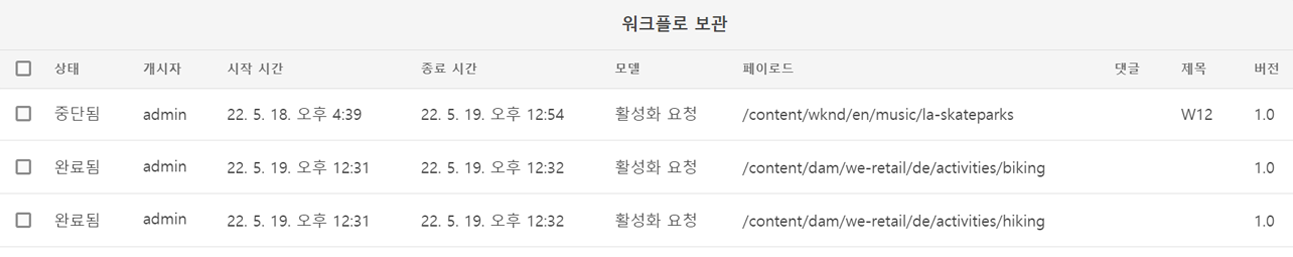 워크플로 보관
상태 개시자 시작 시간 종료 시간 모델 페이로드 댓글 제목 버전
중단됨 admin 22. 5. 18. 오후 4:39 22. 5. 19. 오후 12:54 활성화 요청 /content/wknd/en/music/la-skateparks W12 1.0
완료됨 admin 22. 5. 19. 오후 12:31 22. 5. 19. 오후 12:32 활성화 요청 /content/dam/we-retail/de/activities/biking 1.0
완료됨 admin 22. 5. 19. 오후 12:31 22. 5. 19. 오후 12:32 활성화 요청 /content/dam/we-retail/de/activities/hiking 1.0